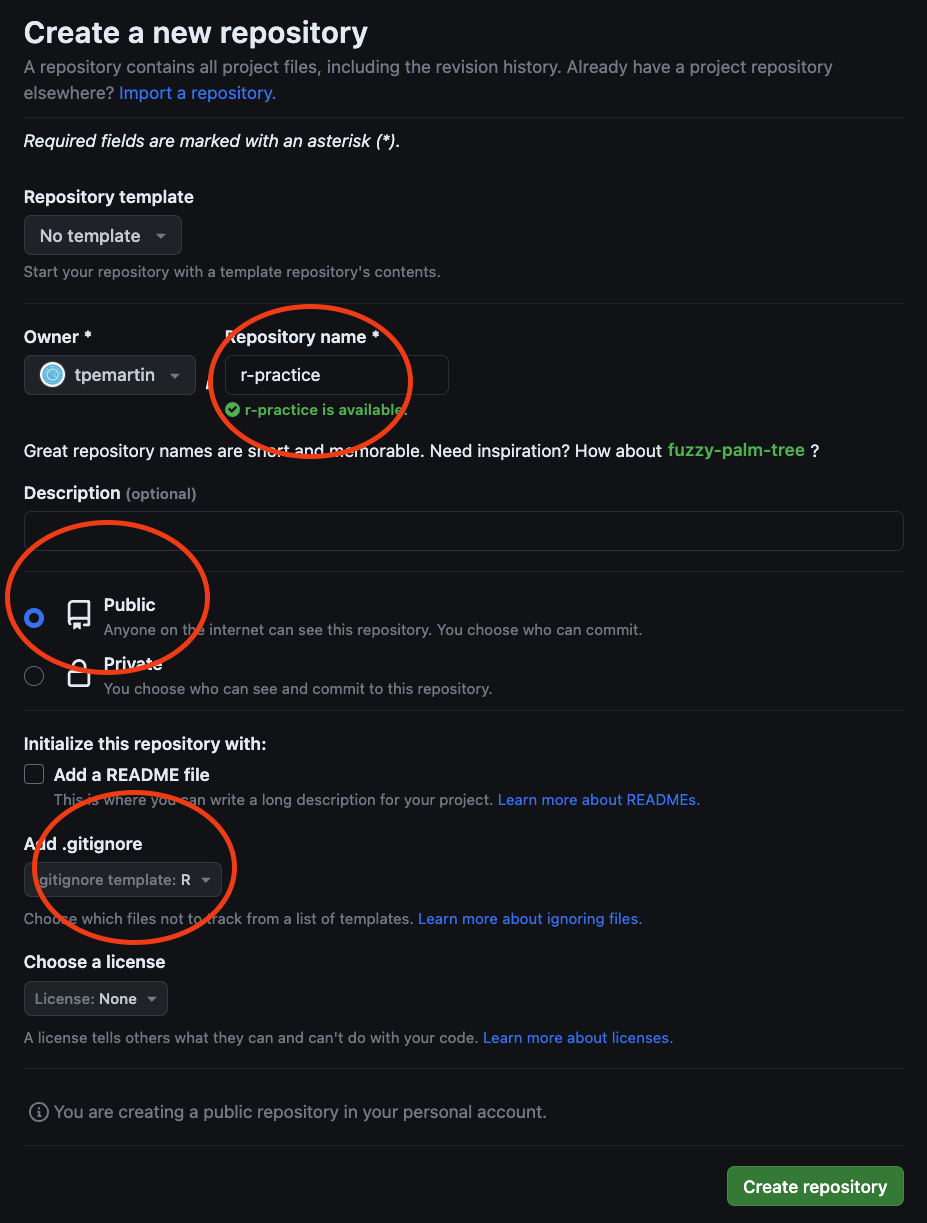 Create a new repository
A repository contains all project files, including the revision history. Already have a project repository
elsewhere? Import a repository.
Required fields are marked with an asterisk (*).
Repository template
No template
Start your repository with a template repository's contents.
Owner * Repository name *
tpemartin / r-practice
r-practice is available.
Great repository names are short and memorable. Need inspiration? How about fuzzy-palm-tree ?
Description (optional)
Public
Anyone on the internet can see this repository. You choose who can commit.
Private
You choose who can see and commit to this repository.
Initialize this repository with:
Add a README file
This is where you can write a long description for your project. Learn more about READMEs.
Add .gitignore
.gitignore template: R
Choose which files not to track from a list of templates. Learn more about ignoring files.
Choose a license
License: None
A license tells others what they can and can't do with your code. Learn more about licenses.
You are creating a public repository in your personal account.
Create repository